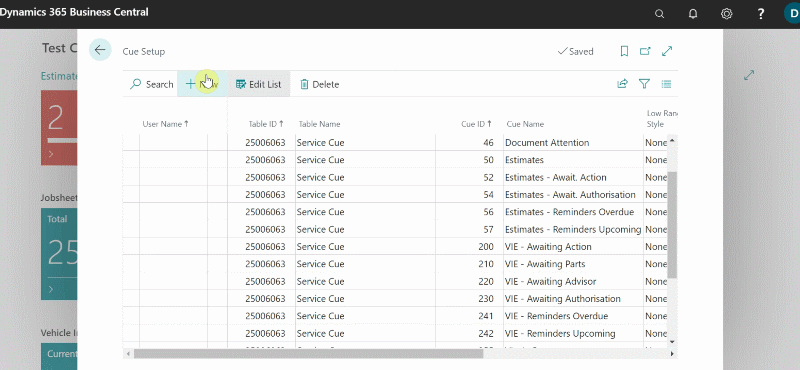 Dynamics 365 Business Central
?
D
Test C
Cue Setup
Saved
Estimate
Search
New
Edit List
Delete
2
User Name
Table ID
Table Name
Cue ID
Cue Name
Low Ran
Style
25006063 Service Cue 46 Document Attention None
25006063 Service Cue 50 Estimates None
25006063 Service Cue 52 Estimates - Await. Action None
25006063 Service Cue 54 Estimates - Await. Authorisation None
25006063 Service Cue 56 Estimates - Reminders Overdue None
25006063 Service Cue 57 Estimates - Reminders Upcoming None
25006063 Service Cue 200 VIE - Awaiting Action None
25006063 Service Cue 210 VIE - Awaiting Parts None
25006063 Service Cue 220 VIE - Awaiting Advisor None
25006063 Service Cue 230 VIE - Awaiting Authorisation None
25006063 Service Cue 241 VIE - Reminders Overdue None
25006063 Service Cue 242 VIE - Reminders Upcoming None
Jobsheet
Total
25
Vehicle In
Current